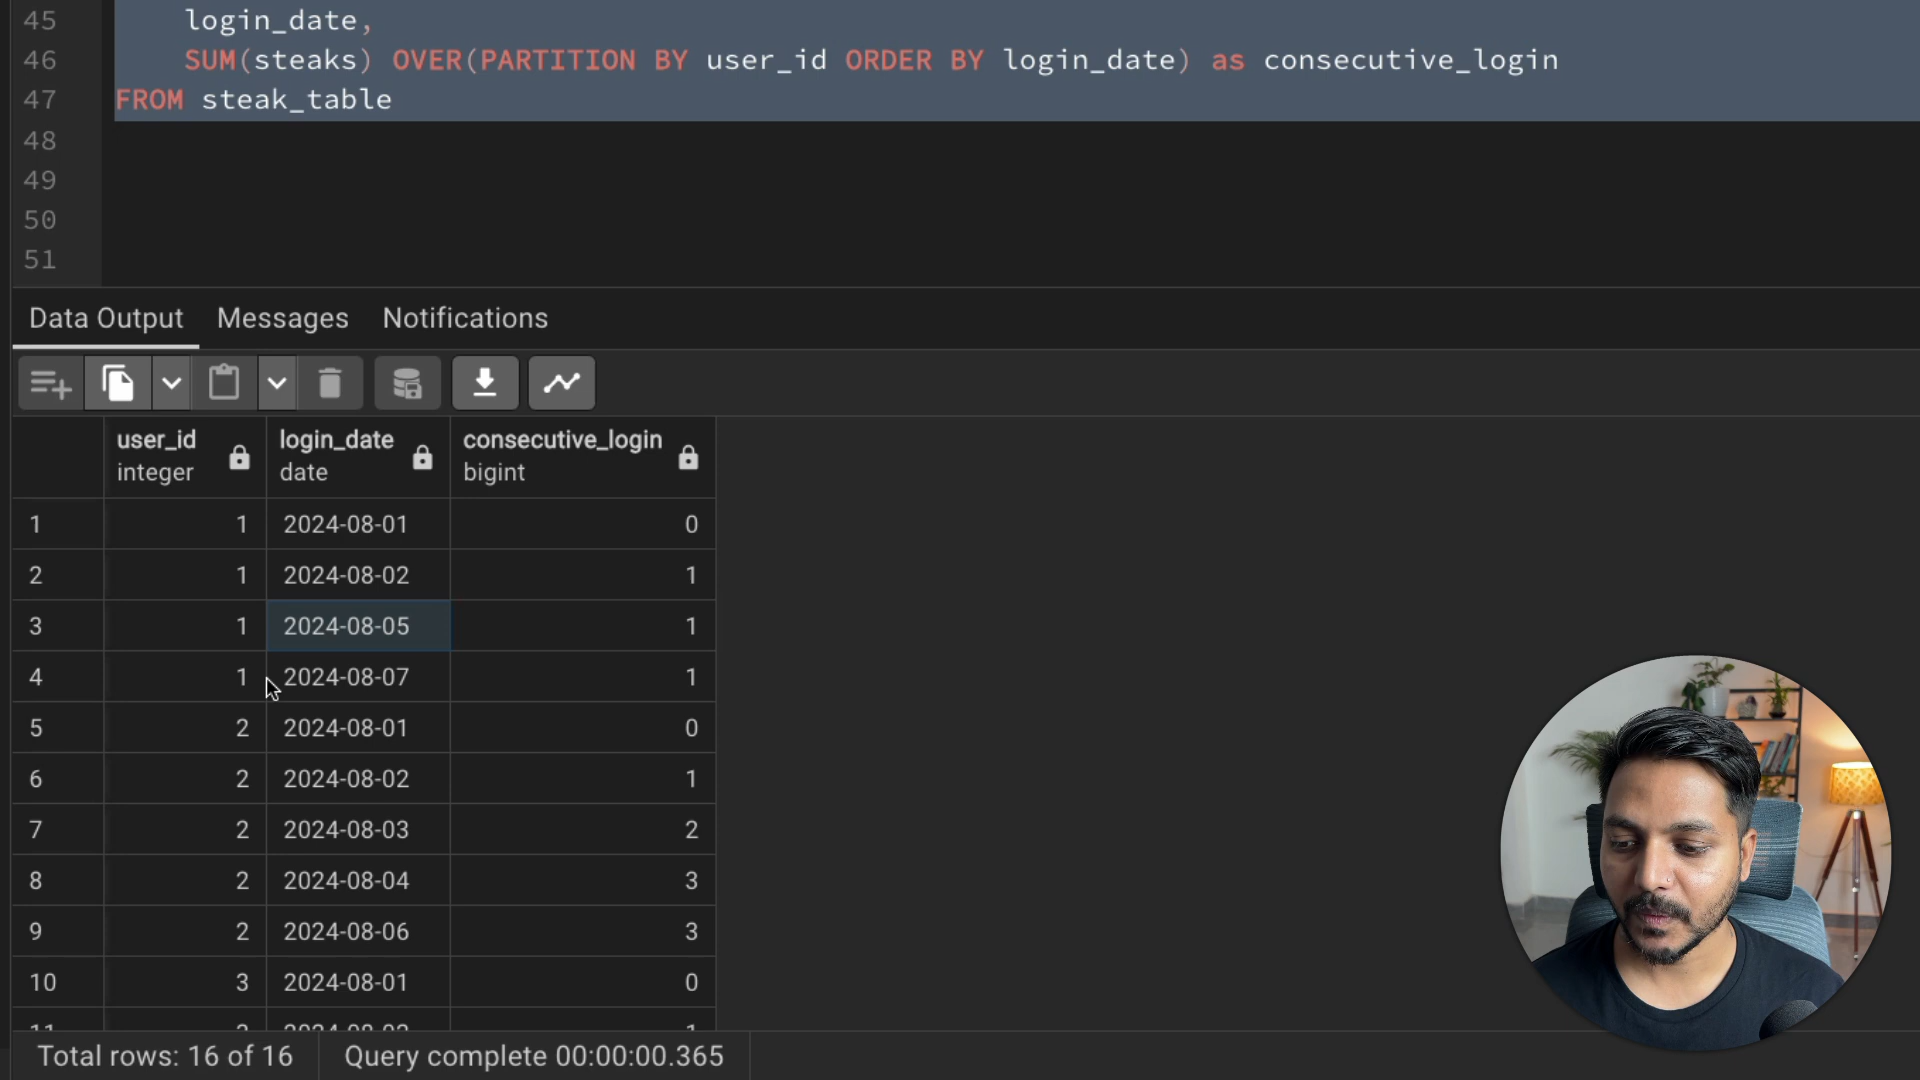 45 login_date,
46 SUM(steaks) OVER(PARTITION BY user_id ORDER BY login_date) as consecutive_login
47 FROM steak_table
48
49
50
51
Data Output Messages Notifications
user_id login_date consecutive_login
integer date bigint
1 1 2024-08-01 0
2 1 2024-08-02 1
3 1 2024-08-05 1
4 1 2024-08-07 1
5 2 2024-08-01 0
6 2 2024-08-02 1
7 2 2024-08-03 2
8 2 2024-08-04 3
9 2 2024-08-06 3
10 3 2024-08-01 0
Total rows: 16 of 16 Query complete 00:00:00.365